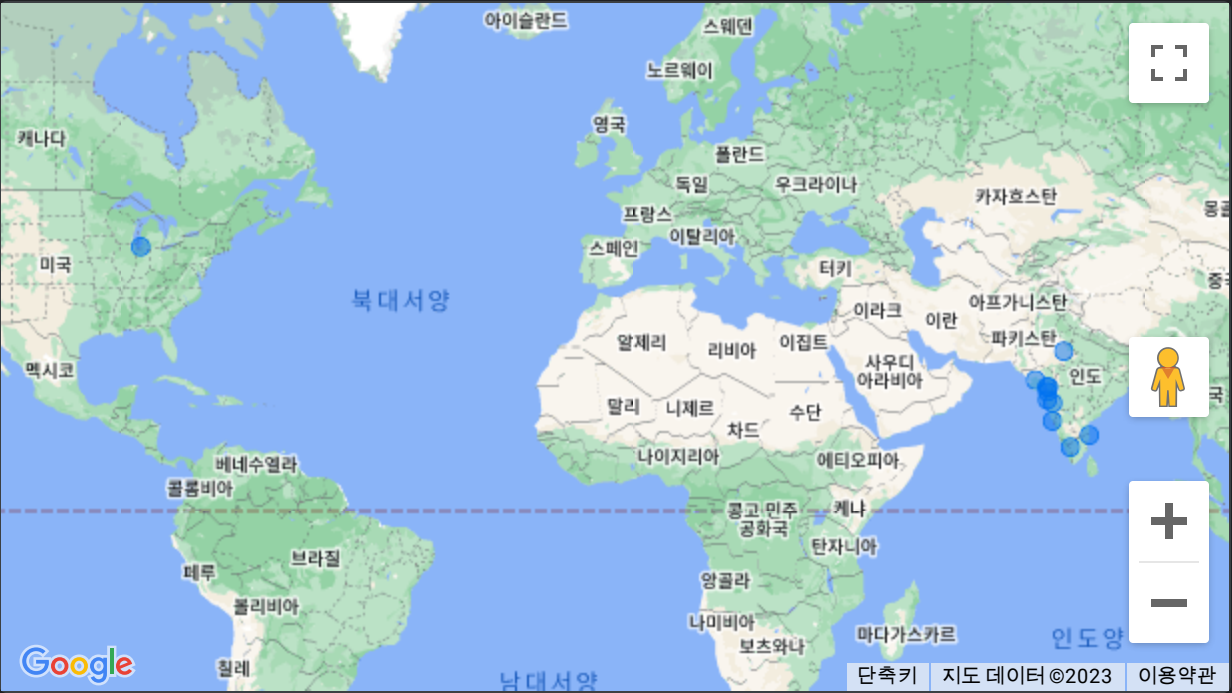 아이슬란드
스웨덴
노르웨이
영국
캐나다
폴란드
독일
우크라이나
카자흐스탄
프랑스
이탈리아
스페인
미국
터키
북대서양
이라크
이란
아프가니스탄
파키스탄
알제리
리비아
이집트
사우디
아라비아
인도
멕시코
말리
니제르
수단
차드
나이지리아
에티오피아
베네수엘라
콜롬비아
콩고 민주
공화국
케냐
탄자니아
브라질
페루
앙골라
볼리비아
나미비아
보츠와나
마다가스카르
인도양
칠레
남대서양
Google
단축키
지도 데이터 ©2023
이용약관